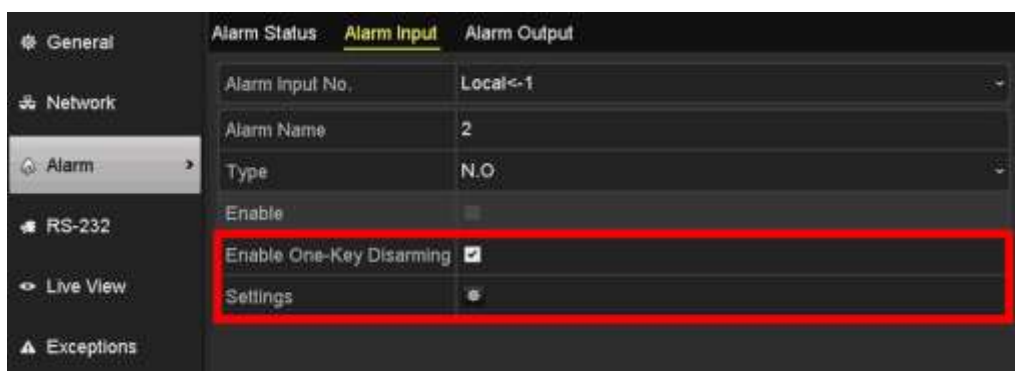 General
Network
Alarm
RS-232
Live View
Exceptions
Alarm Status Alarm Input Alarm Output
Alarm Input No. Local<-1
Alarm Name 2
Type N.O
Enable
Enable One-Key Disarming
Settings